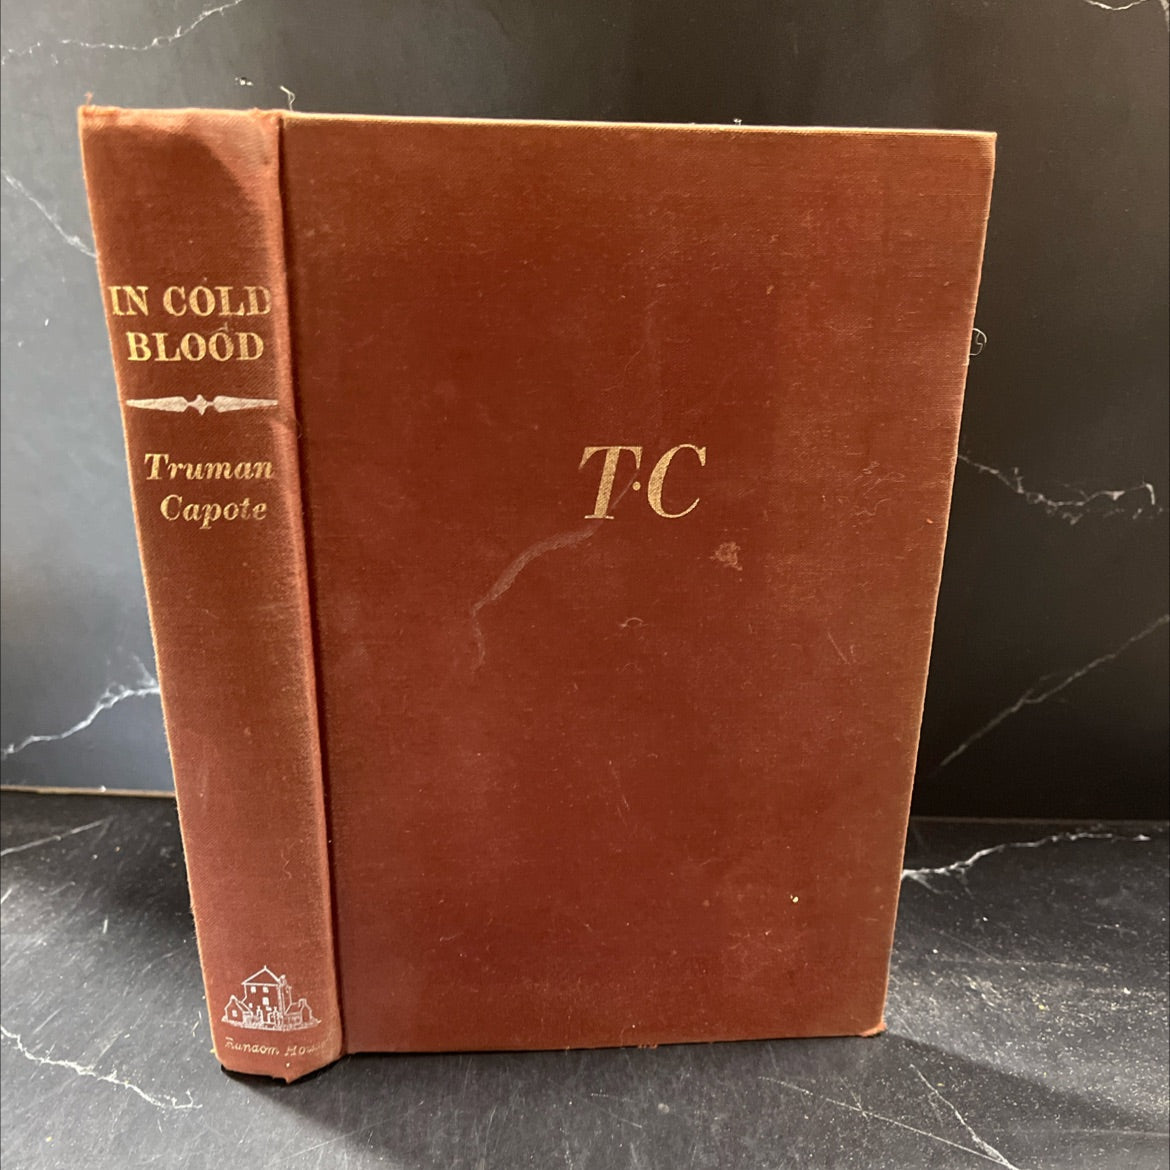 IN COLD
BLOOD
Truman
Capote
Random House
T·C